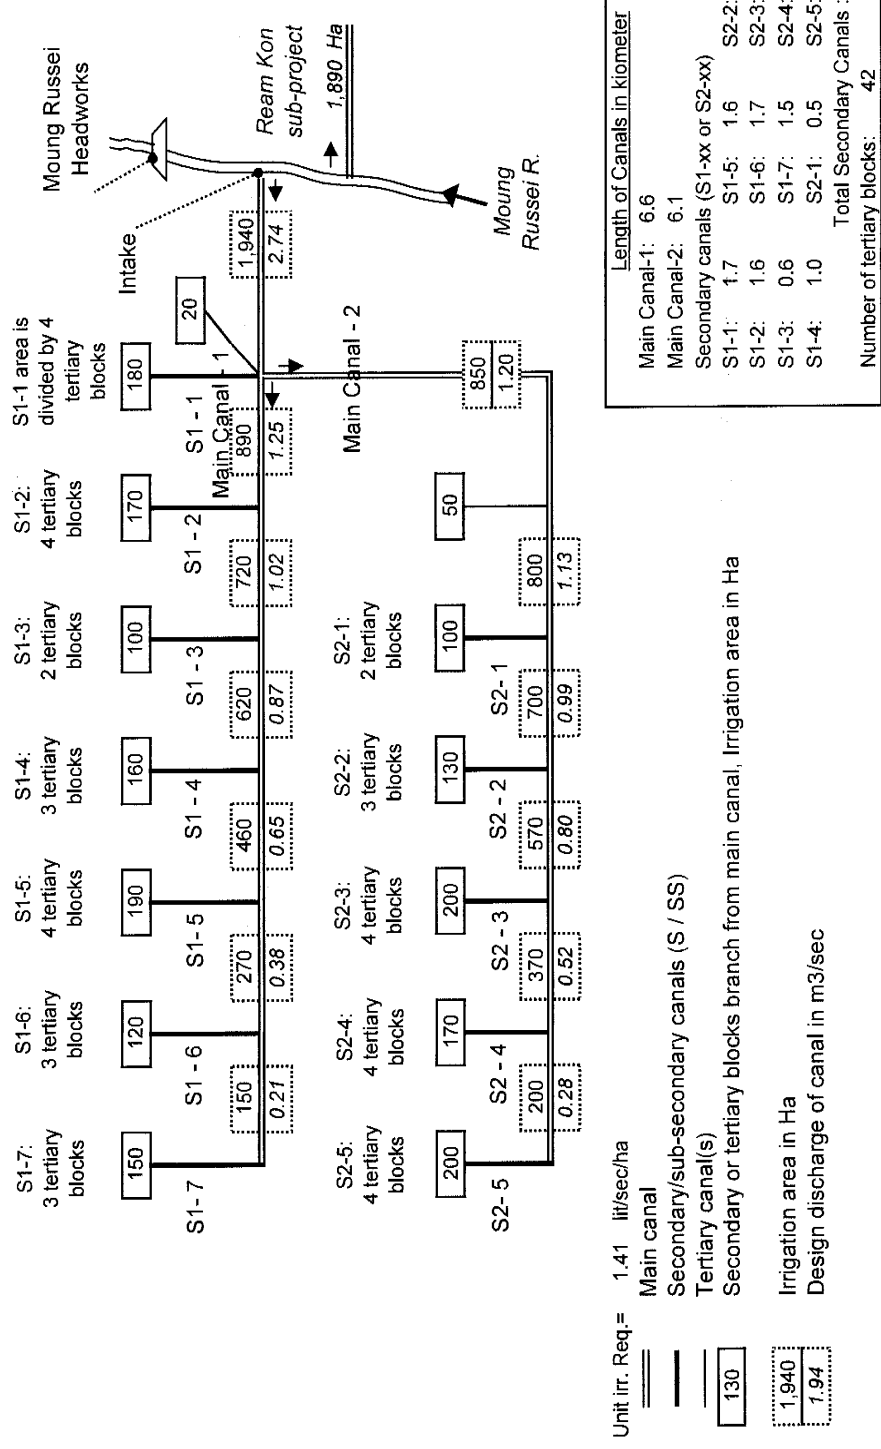 Moung Russei
Headworks
Intake
Ream Kon
sub-project
1,890 Ha
Moung
Russei R.
1,940
2.74
20
S1-1 area is
divided by 4
tertiary
blocks
180
S1 - 1
Main Canal - 1
890
1.25
S1-2:
4 tertiary
blocks
170
S1 - 2
720
1.02
S1-3:
2 tertiary
blocks
100
S1 - 3
620
0.87
S1-4:
3 tertiary
blocks
160
S1 - 4
460
0.65
S1-5:
4 tertiary
blocks
190
S1- 5
270
0.38
S1-6:
3 tertiary
blocks
120
S1 - 6
150
0.21
S1-7:
3 tertiary
blocks
150
S1- 7
Main Canal - 2
850
1.20
50
800
1.13
S2-1:
2 tertiary
blocks
100
S2- 1
700
0.99
S2-2:
3 tertiary
blocks
130
S2 - 2
570
0.80
S2-3:
4 tertiary
blocks
200
S2 - 3
370
0.52
S2-4:
4 tertiary
blocks
170
S2 - 4
200
0.28
S2-5:
4 tertiary
blocks
200
S2- 5
Unit irr. Req.= 1.41 lit/sec/ha
Main canal
Secondary/sub-secondary canals (S / SS)
Tertiary canal(s)
130 Secondary or tertiary blocks branch from main canal, Irrigation area in Ha
1,940 Irrigation area in Ha
1.94 Design discharge of canal in m3/sec
Length of Canals in kiometer
Main Canal-1: 6.6
Main Canal-2: 6.1
Secondary canals (S1-xx or S2-xx)
S1-1: 1.7 S1-5: 1.6 S2-2:
S1-2: 1.6 S1-6: 1.7 S2-3:
S1-3: 0.6 S1-7: 1.5 S2-4:
S1-4: 1.0 S2-1: 0.5 S2-5:
Total Secondary Canals :
Number of tertiary blocks: 42